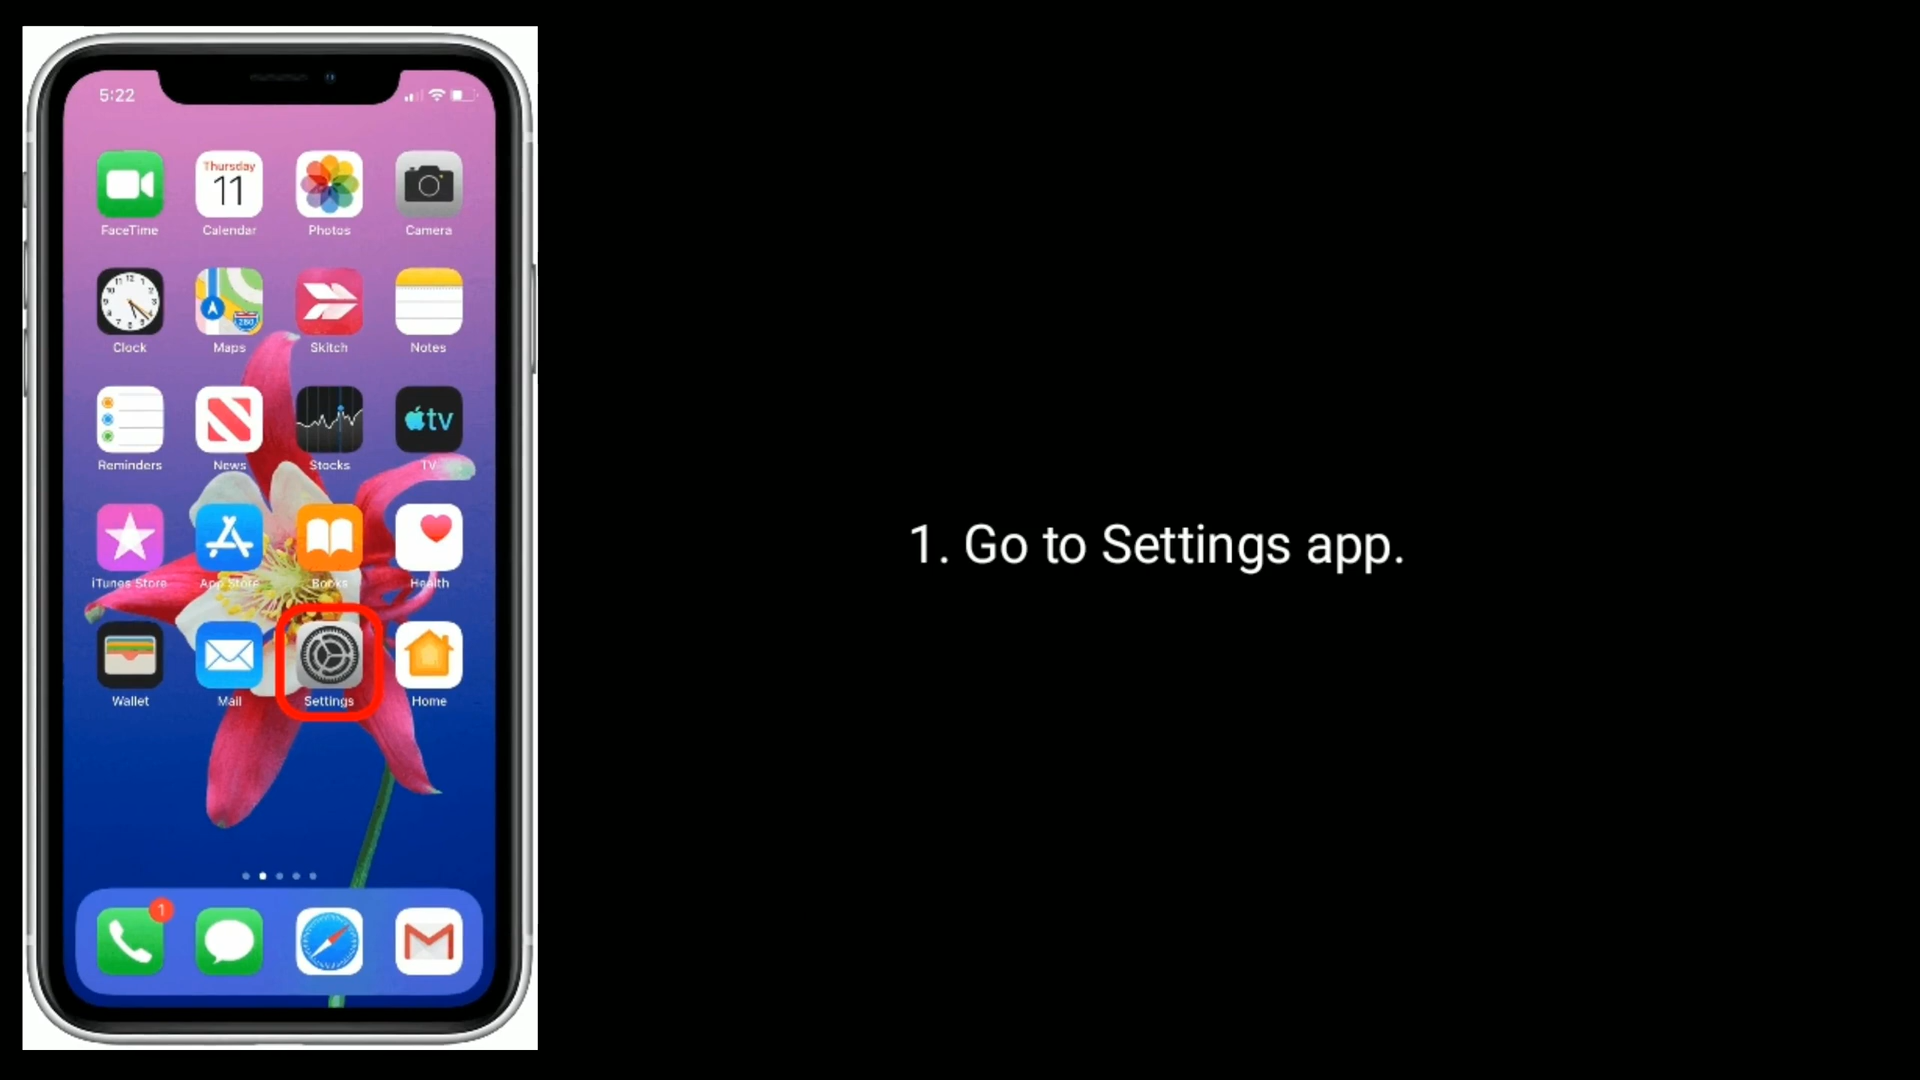 5:22
Thursday
11
FaceTime Calendar Photos Camera
280
Clock Maps Skitch Notes
tv
Reminders News Stocks TV
iTunes Store App Store Books Health
Wallet Mail Settings Home
1
1. Go to Settings app.